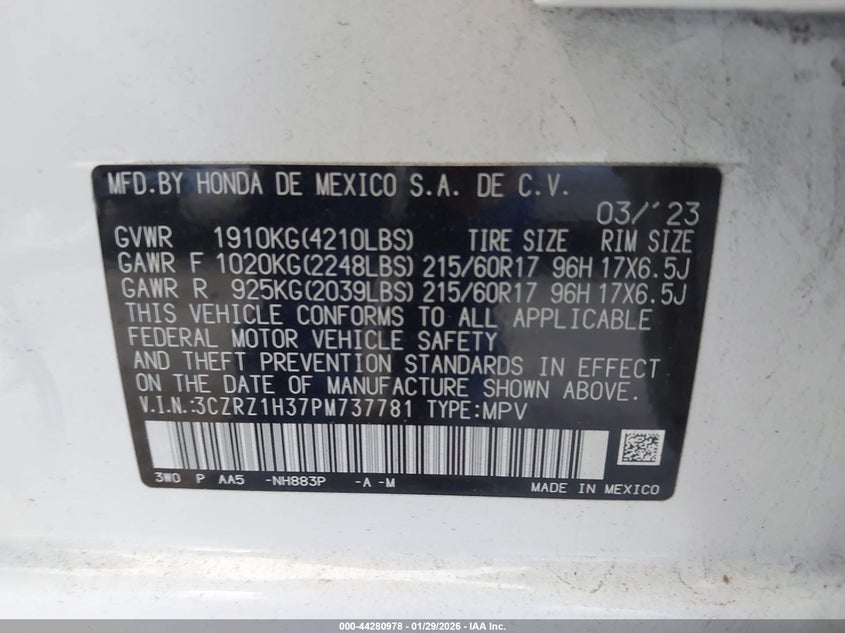 MFD.BY HONDA DE MEXICO S.A. DE C.V.
03/'23
GVWR 1910KG(4210LBS) TIRE SIZE RIM SIZE
GAWR F 1020KG(2248LBS) 215/60R17 96H 17X6.5J
GAWR R 925KG(2039LBS) 215/60R17 96H 17X6.5J
THIS VEHICLE CONFORMS TO ALL APPLICABLE
FEDERAL MOTOR VEHICLE SAFETY
AND THEFT PREVENTION STANDARDS IN EFFECT
ON THE DATE OF MANUFACTURE SHOWN ABOVE.
V.I.N.:3CZRZ1H37PM737781 TYPE:MPV
3W0 P AA5 -NH883P -A -M
MADE IN MEXICO
000-44280978 - 01/29/2026 - IAA Inc.